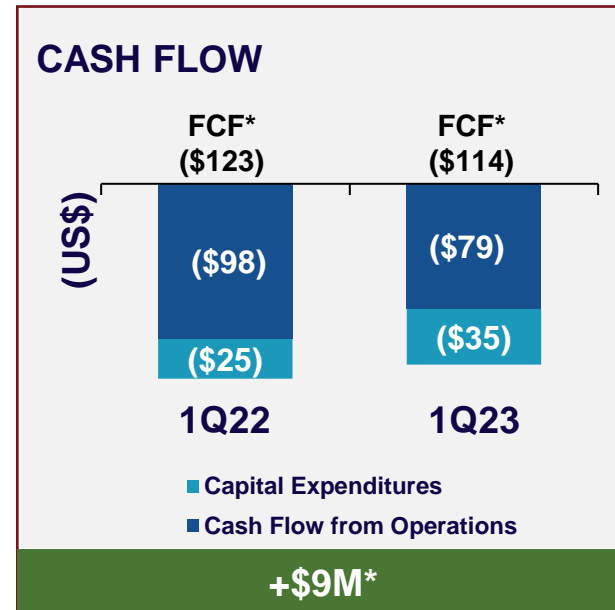 CASH FLOW
FCF* FCF*
($123) ($114)
(US$)
($98) ($79)
($25) ($35)
1Q22 1Q23
Capital Expenditures
Cash Flow from Operations
+$9M*